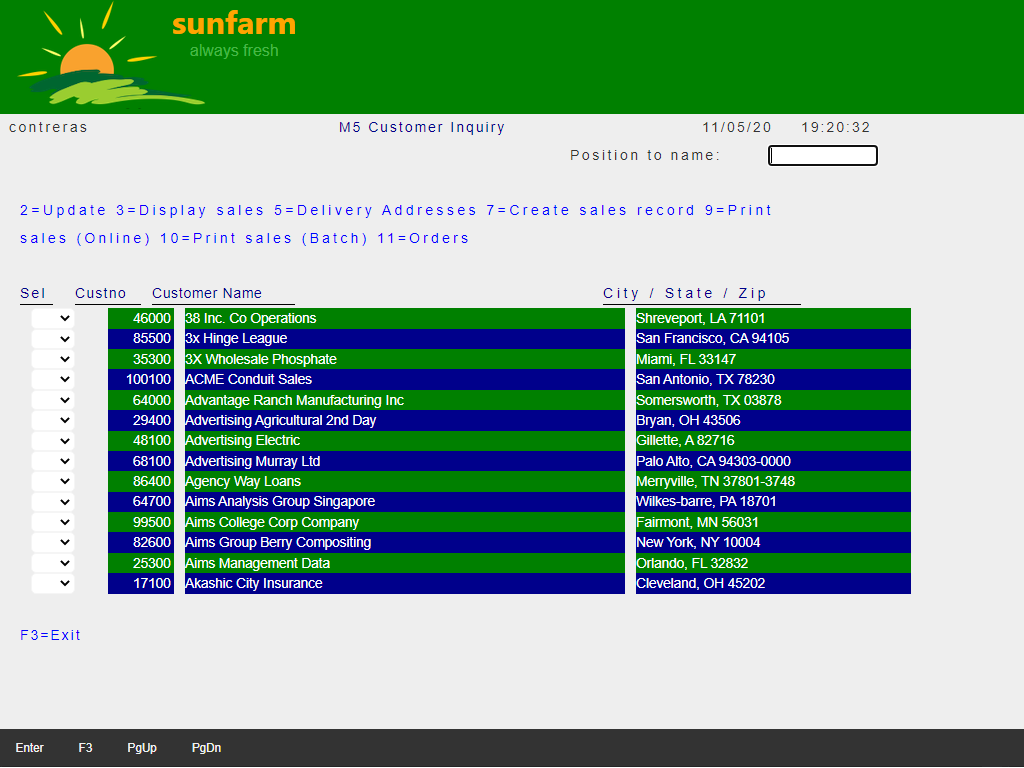 sunfarm
always fresh
contreras M5 Customer Inquiry 11/05/20 19:20:32
Position to name:
2=Update 3=Display sales 5=Delivery Addresses 7=Create sales record 9=Print
sales (Online) 10=Print sales (Batch) 11=Orders
Sel Custno Customer Name City / State / Zip
46000 38 Inc. Co Operations Shreveport, LA 71101
85500 3x Hinge League San Francisco, CA 94105
35300 3X Wholesale Phosphate Miami, FL 33147
100100 ACME Conduit Sales San Antonio, TX 78230
64000 Advantage Ranch Manufacturing Inc Somersworth, TX 03878
29400 Advertising Agricultural 2nd Day Bryan, OH 43506
48100 Advertising Electric Gillette, A 82716
68100 Advertising Murray Ltd Palo Alto, CA 94303-0000
86400 Agency Way Loans Merryville, TN 37801-3748
64700 Aims Analysis Group Singapore Wilkes-barre, PA 18701
99500 Aims College Corp Company Fairmont, MN 56031
82600 Aims Group Berry Compositing New York, NY 10004
25300 Aims Management Data Orlando, FL 32832
17100 Akashic City Insurance Cleveland, OH 45202
F3=Exit
Enter F3 PgUp PgDn